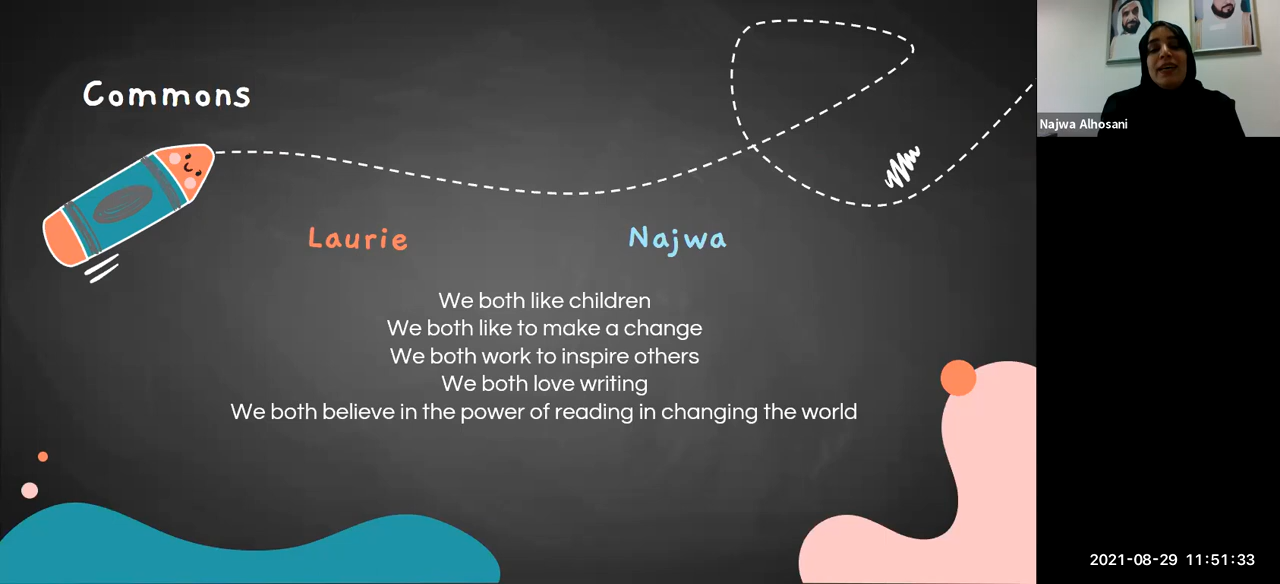 Commons
Laurie
Najwa
We both like children
We both like to make a change
We both work to inspire others
We both love writing
We both believe in the power of reading in changing the world
Najwa Alhosani
2021-08-29 11:51:33